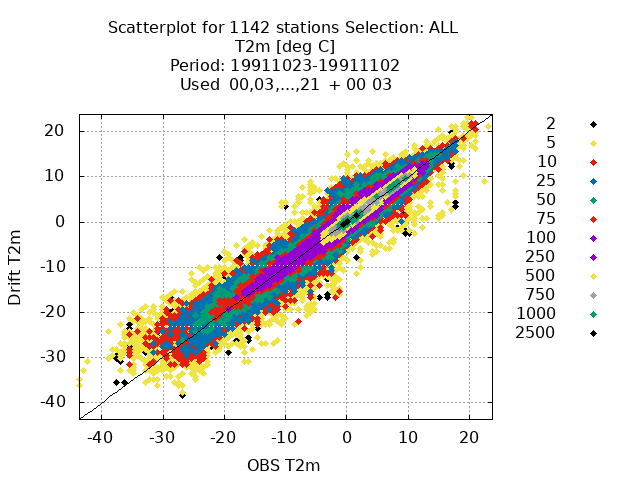 Scatterplot for 1142 stations Selection: ALL
T2m [deg C]
Period: 19911023-19911102
Used 00,03,...,21 + 00 03
Drift T2m
20
10
0
-10
-20
-30
-40
-40 -30 -20 -10 0 10 20
OBS T2m
2
5
10
25
50
75
100
250
500
750
1000
2500